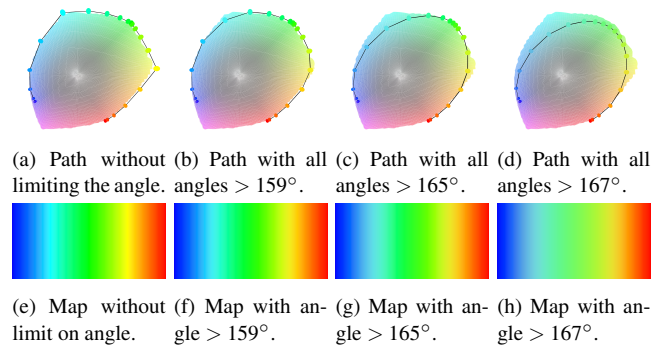 (a) Path without limiting the angle.
(b) Path with all angles > 159°.
(c) Path with all angles > 165°.
(d) Path with all angles > 167°.
(e) Map without limit on angle.
(f) Map with an-
gle > 159°.
(g) Map with an-
gle > 165°.
(h) Map with an-
gle > 167°.